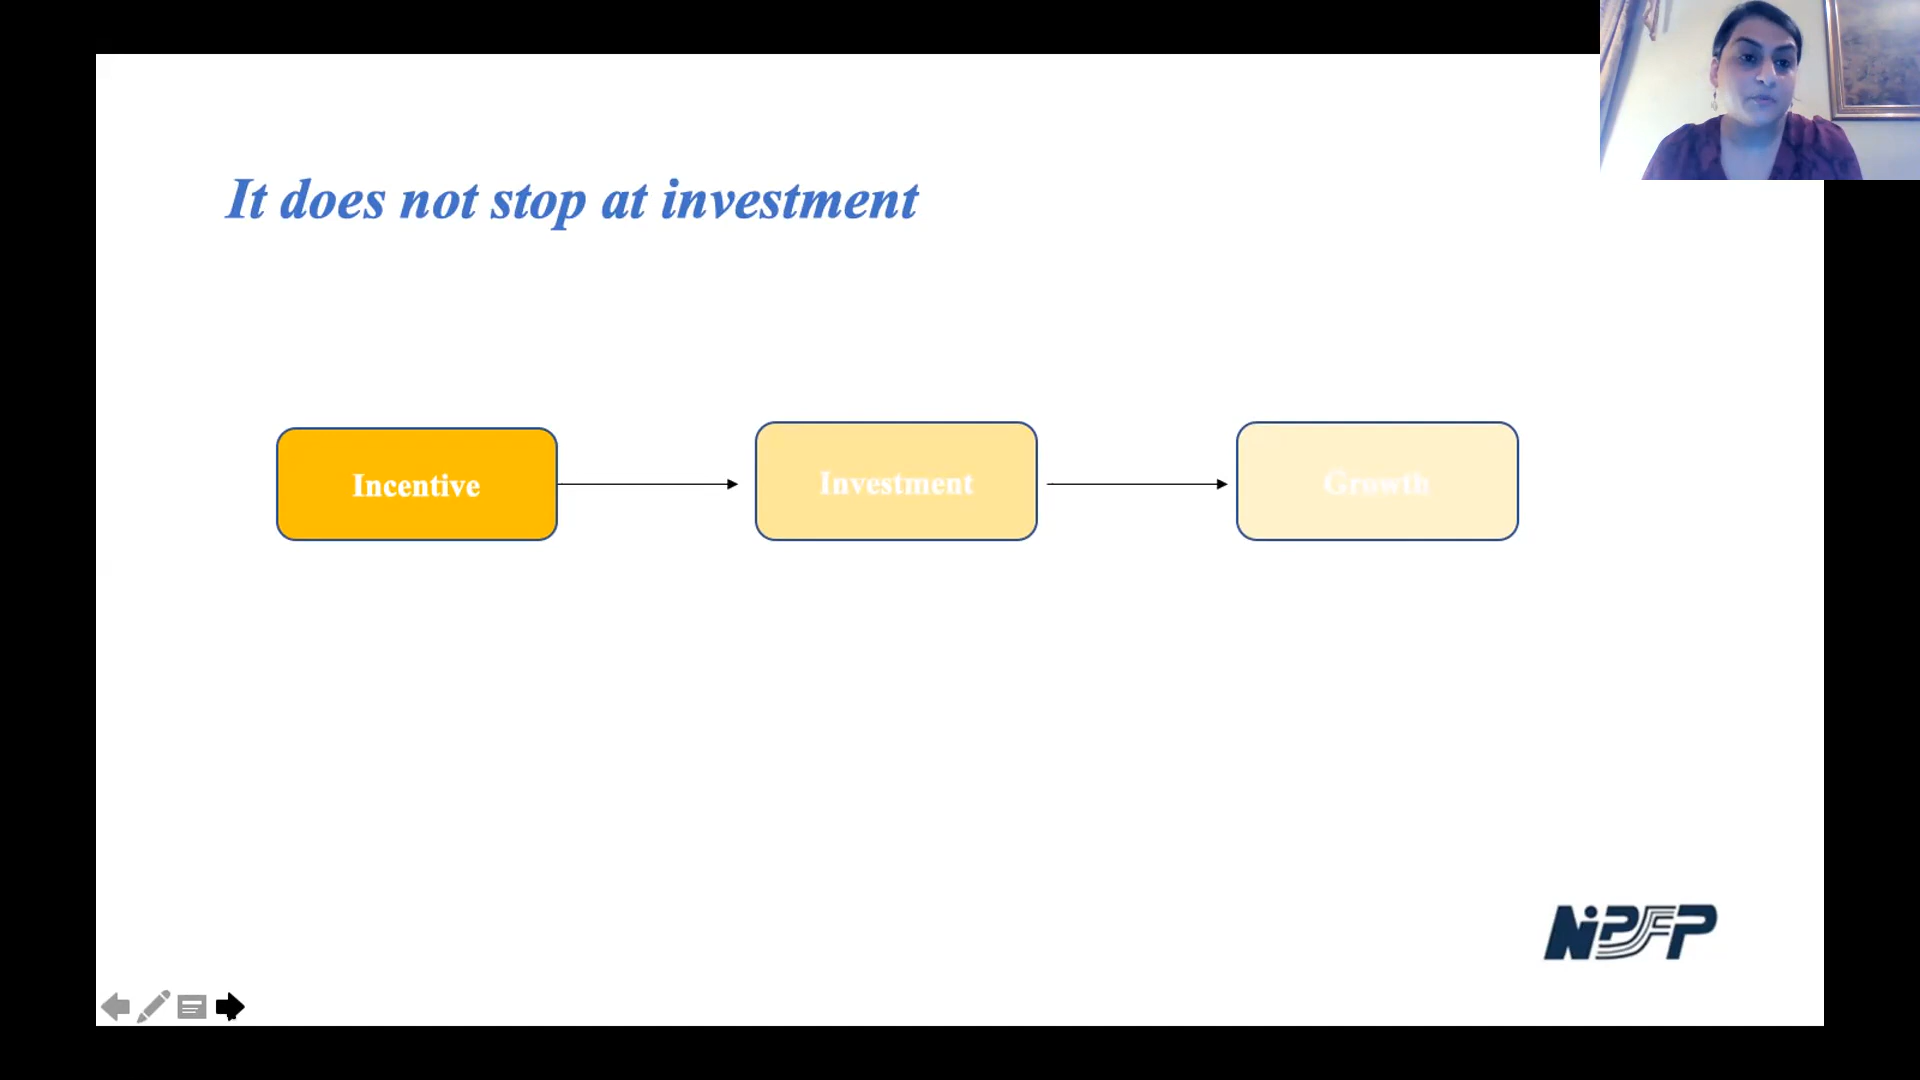 It does not stop at investment
Incentive
Investment
Growth
NIPFP